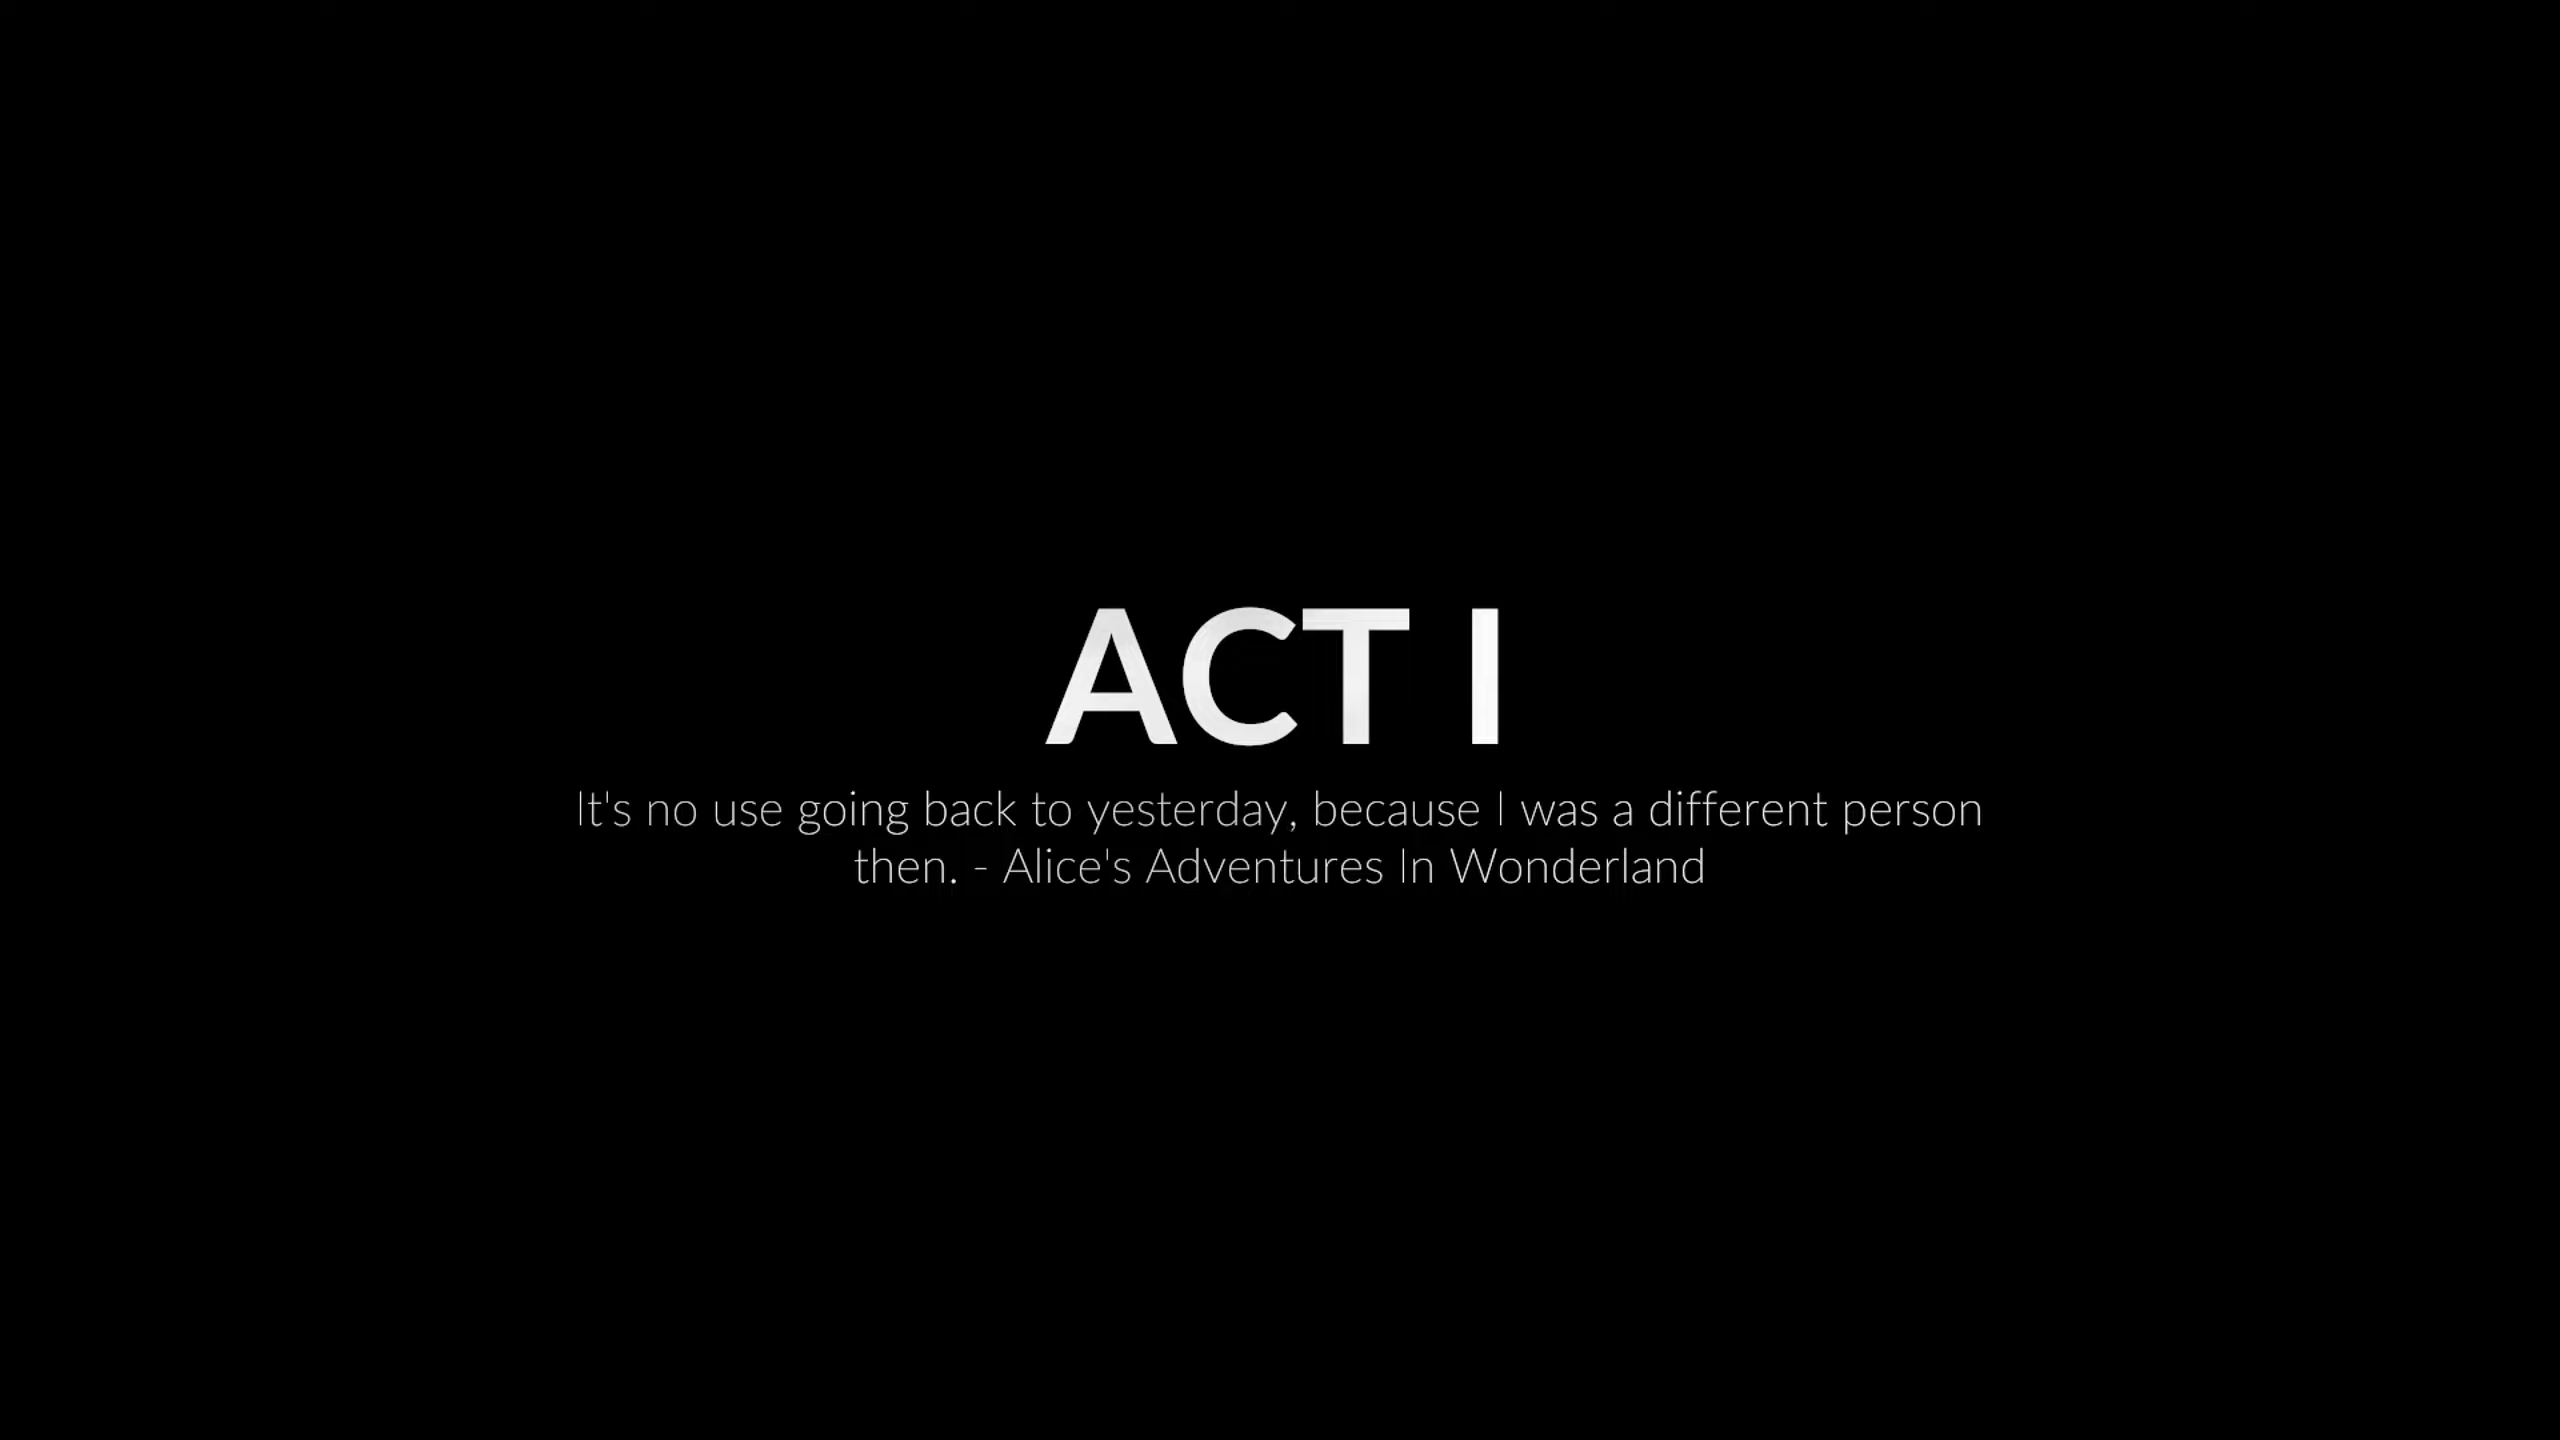 ACT I
It's no use going back to yesterday, because I was a different person
then. - Alice's Adventures In Wonderland